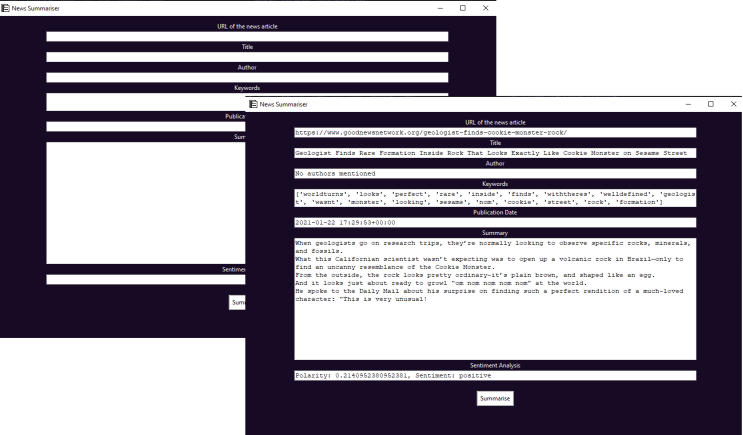 News Summariser
URL of the news article
Title
Author
Keywords
Publica
Sum
Sentimen
Sum
News Summariser
URL of the news article
https://www.goodnewsnetwork.org/geologist-finds-cookie-monster-rock/
Title
Geologist Finds Rare Formation Inside Rock That Looks Exactly Like Cookie Monster on Sesame Street
Author
No authors mentioned
Keywords
['worldturns', 'looks', 'perfect', 'rare', 'inside', 'finds', 'withtheres', 'welldefined', 'geologis
t', 'wasnt', 'monster', 'looking', 'sesame', 'nom', 'cookie', 'street', 'rock', 'formation']
Publication Date
2021-01-22 17:29:53+00:00
Summary
When geologists go on research trips, they're normally looking to observe specific rocks, minerals,
and fossils.
What this Californian scientist wasn't expecting was to open up a volcanic rock in Brazil—only to
find an uncanny resemblance of the Cookie Monster.
From the outside, the rock looks pretty ordinary—it's plain brown, and shaped like an egg.
And it looks just about ready to growl "om nom nom nom nom" at the world.
He spoke to the Daily Mail about his surprise on finding such a perfect rendition of a much-loved
character: "This is very unusual!
Sentiment Analysis
Polarity: 0.2140952380952381, Sentiment: positive
Summarise